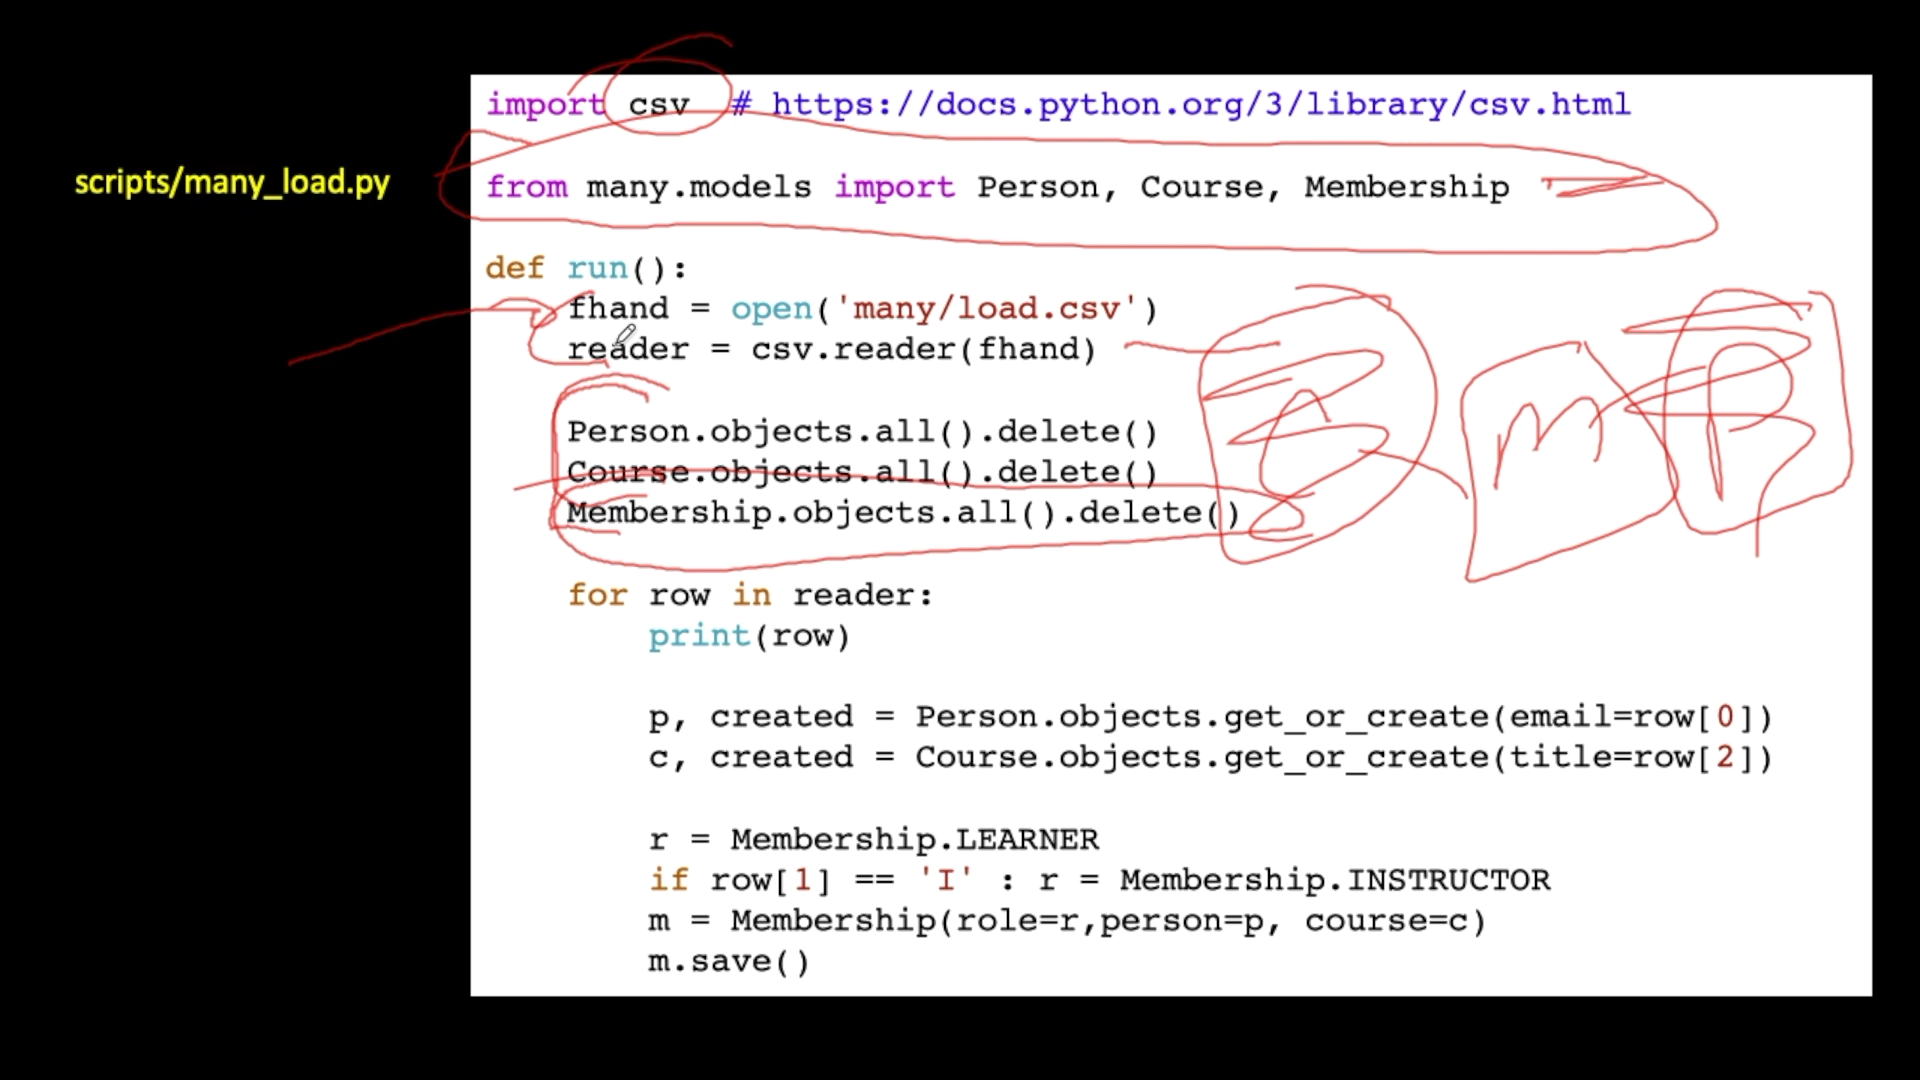 scripts/many_load.py
import csv # https://docs.python.org/3/library/csv.html
from many.models import Person, Course, Membership
def run():
fhand = open('many/load.csv')
reader = csv.reader(fhand)
Person.objects.all().delete()
Course.objects.all().delete()
Membership.objects.all().delete()
for row in reader:
print(row)
p, created = Person.objects.get_or_create(email=row[0])
c, created = Course.objects.get_or_create(title=row[2])
r = Membership.LEARNER
if row[1] == 'I' : r = Membership.INSTRUCTOR
m = Membership(role=r,person=p, course=c)
m.save()
C
M
P